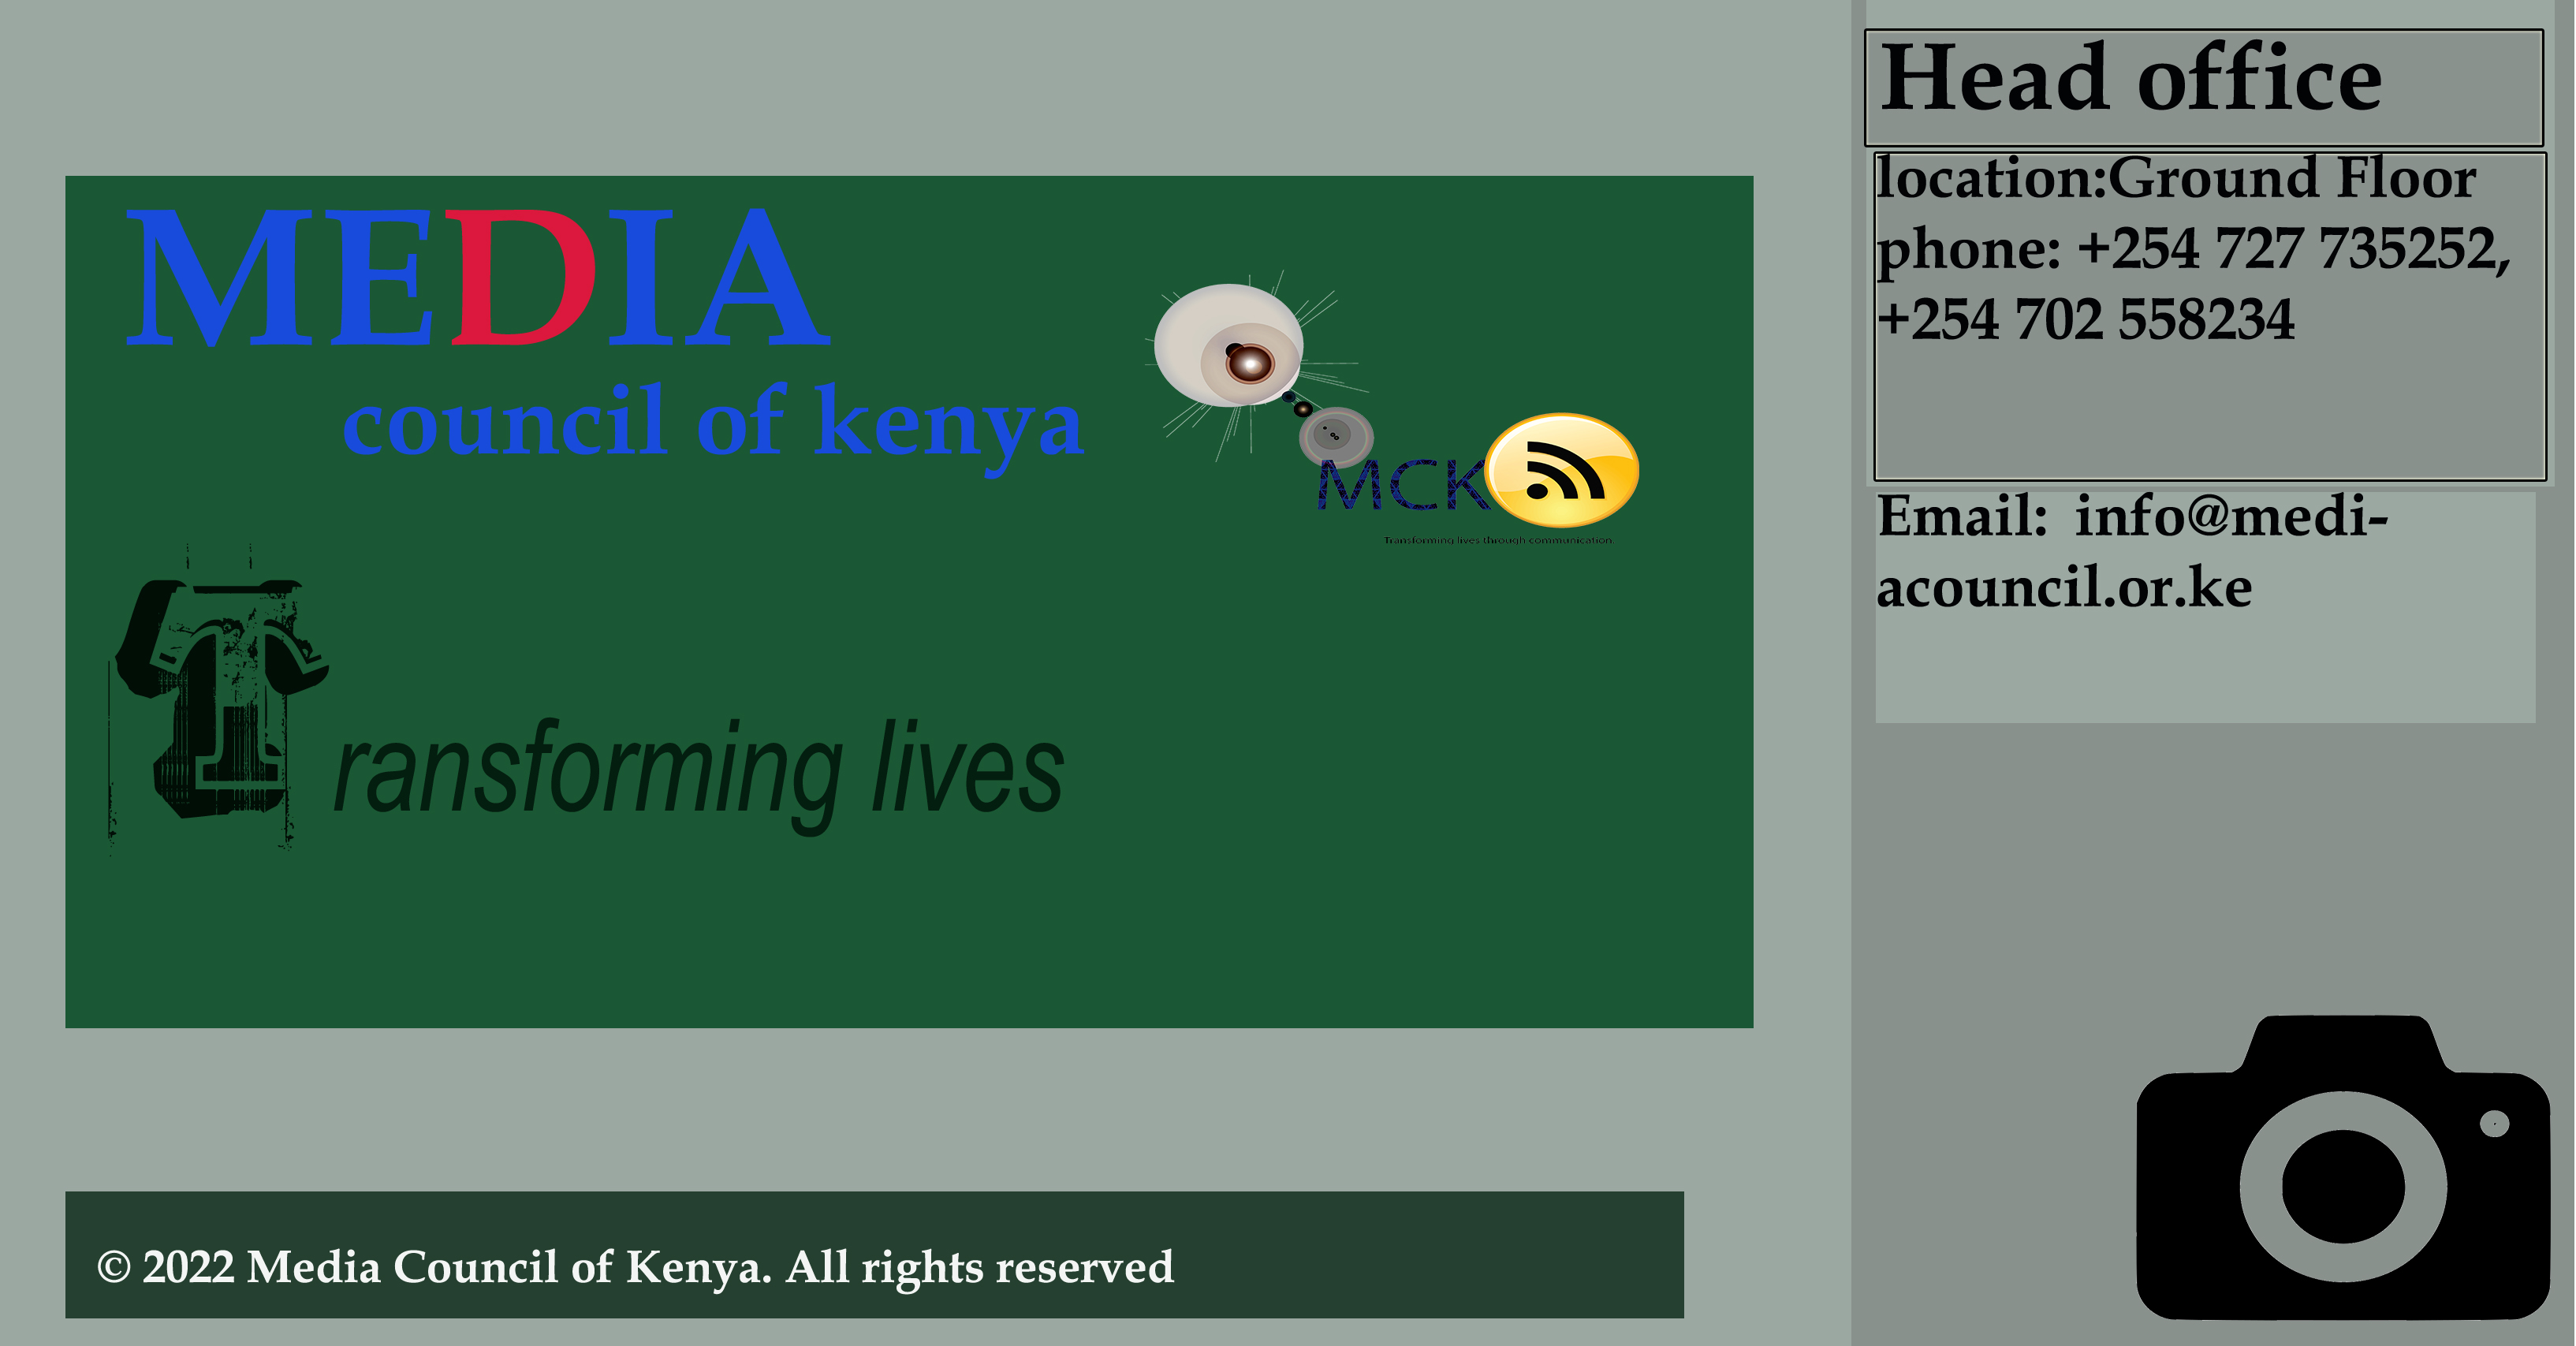 MEDIA
council of kenya
MCK
Transforming lives through communication.
Transforming lives
© 2022 Media Council of Kenya. All rights reserved
Head office
location:Ground Floor
phone: +254 727 735252,
+254 702 558234
Email: info@medi-
acouncil.or.ke